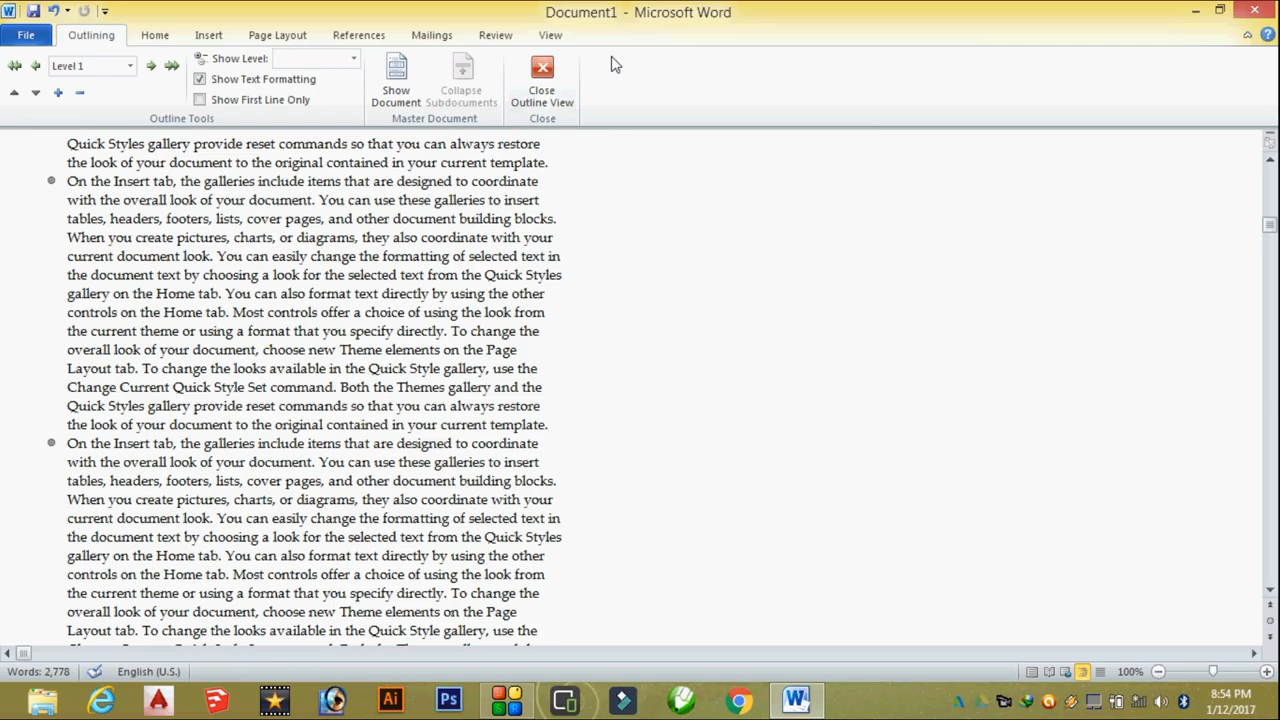 Document1 - Microsoft Word
File Outlining Home Insert Page Layout References Mailings Review View
Level 1
Show Level:
Show Text Formatting
Show First Line Only
Outline Tools
Show Document
Collapse Subdocuments
Master Document
Close Outline View
Close
Quick Styles gallery provide reset commands so that you can always restore
the look of your document to the original contained in your current template.
On the Insert tab, the galleries include items that are designed to coordinate
with the overall look of your document. You can use these galleries to insert
tables, headers, footers, lists, cover pages, and other document building blocks.
When you create pictures, charts, or diagrams, they also coordinate with your
current document look. You can easily change the formatting of selected text in
the document text by choosing a look for the selected text from the Quick Styles
gallery on the Home tab. You can also format text directly by using the other
controls on the Home tab. Most controls offer a choice of using the look from
the current theme or using a format that you specify directly. To change the
overall look of your document, choose new Theme elements on the Page
Layout tab. To change the looks available in the Quick Style gallery, use the
Change Current Quick Style Set command. Both the Themes gallery and the
Quick Styles gallery provide reset commands so that you can always restore
the look of your document to the original contained in your current template.
On the Insert tab, the galleries include items that are designed to coordinate
with the overall look of your document. You can use these galleries to insert
tables, headers, footers, lists, cover pages, and other document building blocks.
When you create pictures, charts, or diagrams, they also coordinate with your
current document look. You can easily change the formatting of selected text in
the document text by choosing a look for the selected text from the Quick Styles
gallery on the Home tab. You can also format text directly by using the other
controls on the Home tab. Most controls offer a choice of using the look from
the current theme or using a format that you specify directly. To change the
overall look of your document, choose new Theme elements on the Page
Layout tab. To change the looks available in the Quick Style gallery, use the
Words: 2,778 English (U.S.) 100%
Ai Ps
8:54 PM
1/12/2017